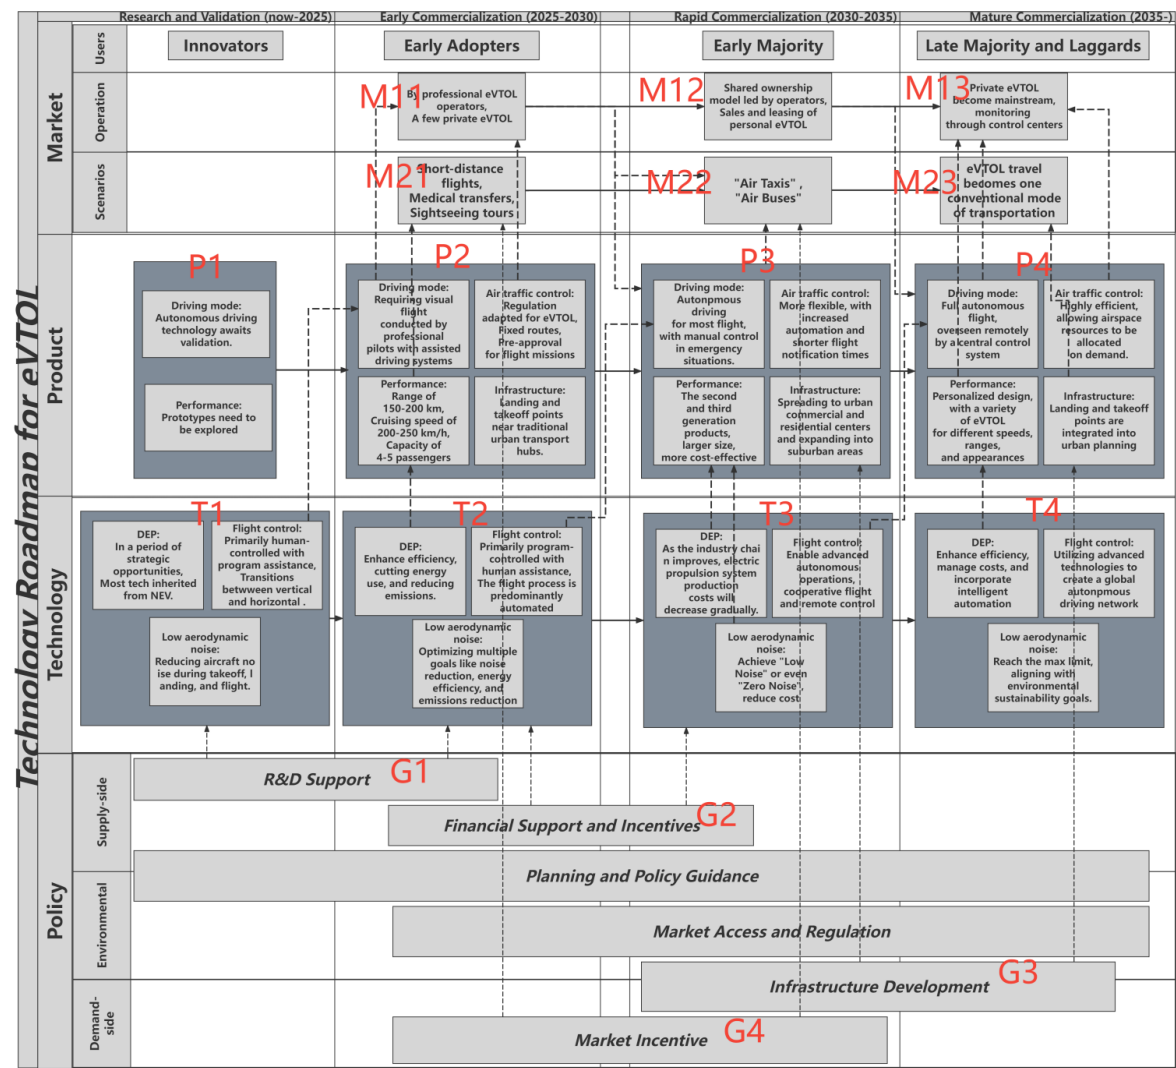 Technology Roadmap for eVTOL
Research and Validation (now-2025)
Early Commercialization (2025-2030)
Rapid Commercialization (2030-2035)
Mature Commercialization (2035-)
Market
Users
Innovators
Early Adopters
Early Majority
Late Majority and Laggards
Operation
M11
By professional eVTOL
operators,
A few private eVTOL
M12
Shared ownership
model led by operators,
Sales and leasing of
personal eVTOL
M13
Private eVTOL
become mainstream,
monitoring
through control centers
Scenarios
M21
Short-distance
flights,
Medical transfers,
Sightseeing tours
M22
"Air Taxis" ,
"Air Buses"
M23
eVTOL travel
becomes one
conventional mode
of transportation
Product
P1
Driving mode:
Autonomous driving
technology awaits
validation.
Performance:
Prototypes need to
be explored
P2
Driving mode:
Requiring visual
flight
conducted by
professional
pilots with assisted
driving systems
Air traffic control:
Regulation
adapted for eVTOL,
Fixed routes,
Pre-approval
for flight missions
Performance:
Range of
150-200 km,
Cruising speed of
200-250 km/h,
Capacity of
4-5 passengers
Infrastructure:
Landing and
takeoff points
near traditional
urban transport
hubs.
P3
Driving mode:
Autonpmous
driving
for most flight,
with manual control
in emergency
situations.
Air traffic control:
More flexible, with
increased
automation and
shorter flight
notification times
Performance:
The second
and third
generation
products,
larger size,
more cost-effective
Infrastructure:
Spreading to urban
commercial and
residential centers
and expanding into
suburban areas
P4
Driving mode:
Full autonomous
flight,
overseen remotely
by a central control
system
Air traffic control:
Highly efficient,
allowing airspace
resources to be
allocated
on demand.
Performance:
Personalized design,
with a variety
of eVTOL
for different speeds,
ranges,
and appearances
Infrastructure:
Landing and takeoff
points are
integrated into
urban planning
Technology
T1
DEP:
In a period of
strategic
opportunities,
Most tech inherited
from NEV.
Flight control:
Primarily human-
controlled with
program assistance,
Transitions
betwween vertical
and horizontal .
Low aerodynamic
noise:
Reducing aircraft no
ise during takeoff, l
anding, and flight.
T2
DEP:
Enhance efficiency,
cutting energy
use, and reducing
emissions.
Flight control:
Primarily program-
controlled with
human assistance,
The flight process is
predominantly
automated
Low aerodynamic
noise:
Optimizing multiple
goals like noise
reduction, energy
efficiency, and
emissions reduction
T3
DEP:
As the industry chai
n improves, electric
propulsion system
production
costs will
decrease gradually.
Flight control:
Enable advanced
autonomous
operations,
cooperative flight
and remote control
Low aerodynamic
noise:
Achieve "Low
Noise" or even
"Zero Noise",
reduce cost
T4
DEP:
Enhance efficiency,
manage costs, and
incorporate
intelligent
automation
Flight control:
Utilizing advanced
technologies to
create a global
autonpmous
driving network
Low aerodynamic
noise:
Reach the max limit,
aligning with
environmental
sustainability goals.
Policy
Supply-side
R&D Support
G1
Financial Support and Incentives
G2
Environmental
Planning and Policy Guidance
Market Access and Regulation
Infrastructure Development
G3
Demand-
side
Market Incentive
G4